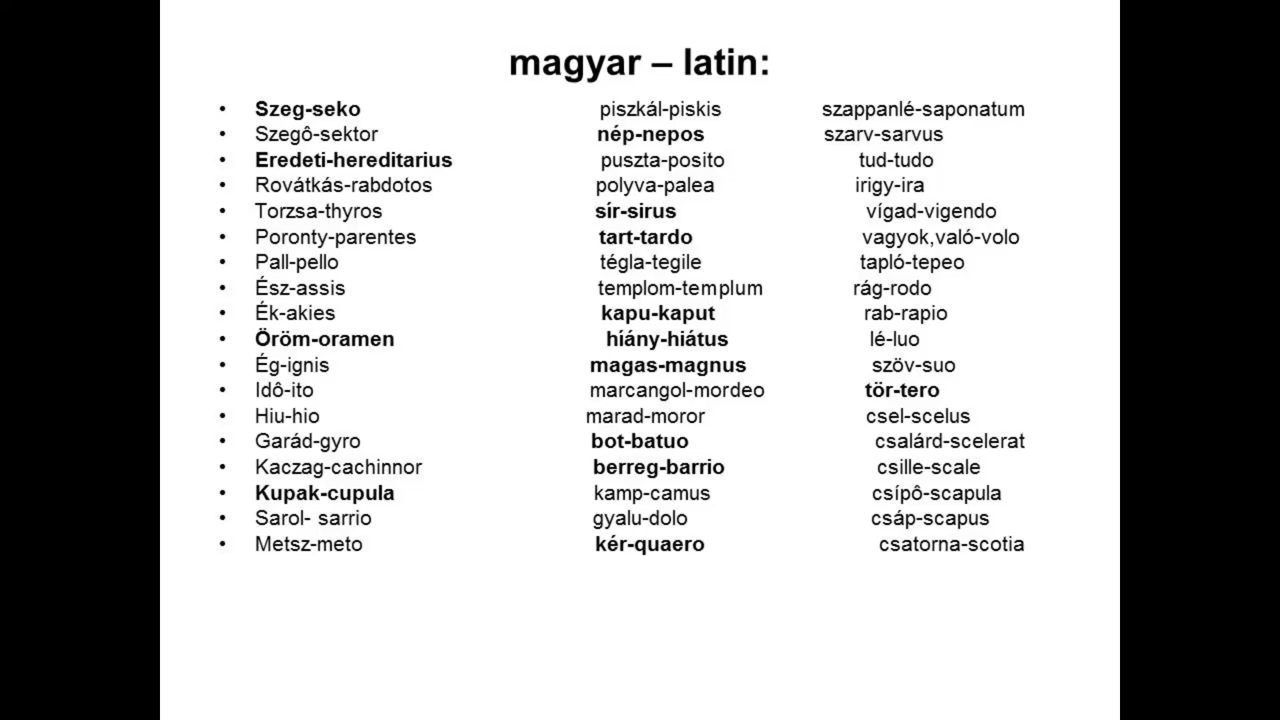 magyar – latin:
• Szeg-seko piszkál-piskis szappanlé-saponatum
• Szegô-sektor nép-nepos szarv-sarvus
• Eredeti-hereditarius puszta-posito tud-tudo
• Rovátkás-rabdotos polyva-palea irigy-ira
• Torzsa-thyros sír-sirus vígad-vigendo
• Poronty-parentes tart-tardo vagyok,való-volo
• Pall-pello tégla-tegile tapló-tepeo
• Ész-assis templom-templum rág-rodo
• Ék-akies kapu-kaput rab-rapio
• Öröm-oramen híány-hiátus lé-luo
• Ég-ignis magas-magnus szöv-suo
• Idô-ito marcangol-mordeo tör-tero
• Hiu-hio marad-moror csel-scelus
• Garád-gyro bot-batuo csalárd-scelerat
• Kaczag-cachinnor berreg-barrio csille-scale
• Kupak-cupula kamp-camus csípô-scapula
• Sarol- sarrio gyalu-dolo csáp-scapus
• Metsz-meto kér-quaero csatorna-scotia